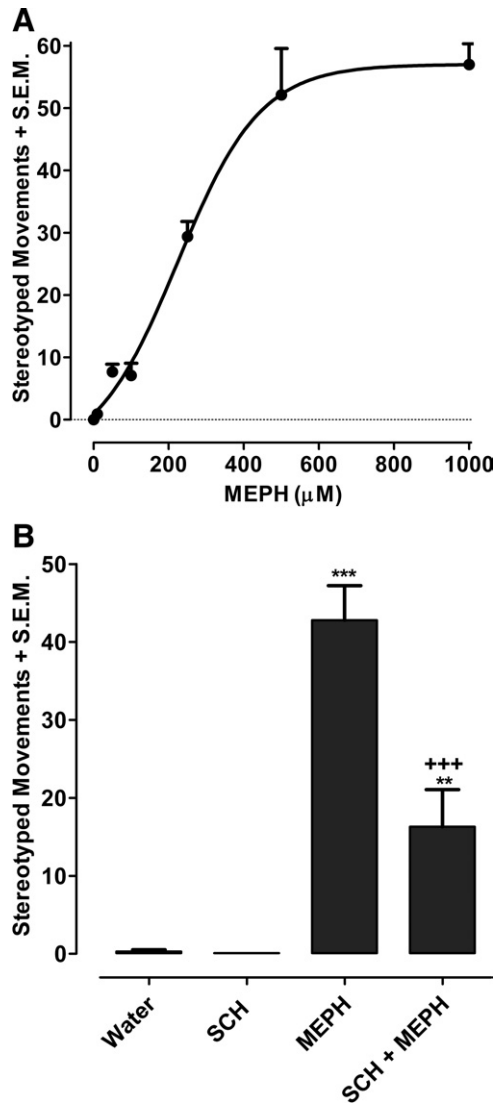 A
Stereotyped Movements + S.E.M.
60
50
40
30
20
10
0
0 200 400 600 800 1000
MEPH (μM)
B
Stereotyped Movements + S.E.M.
50
40
30
20
10
0
***
+++
**
Water
SCH
MEPH
SCH + MEPH